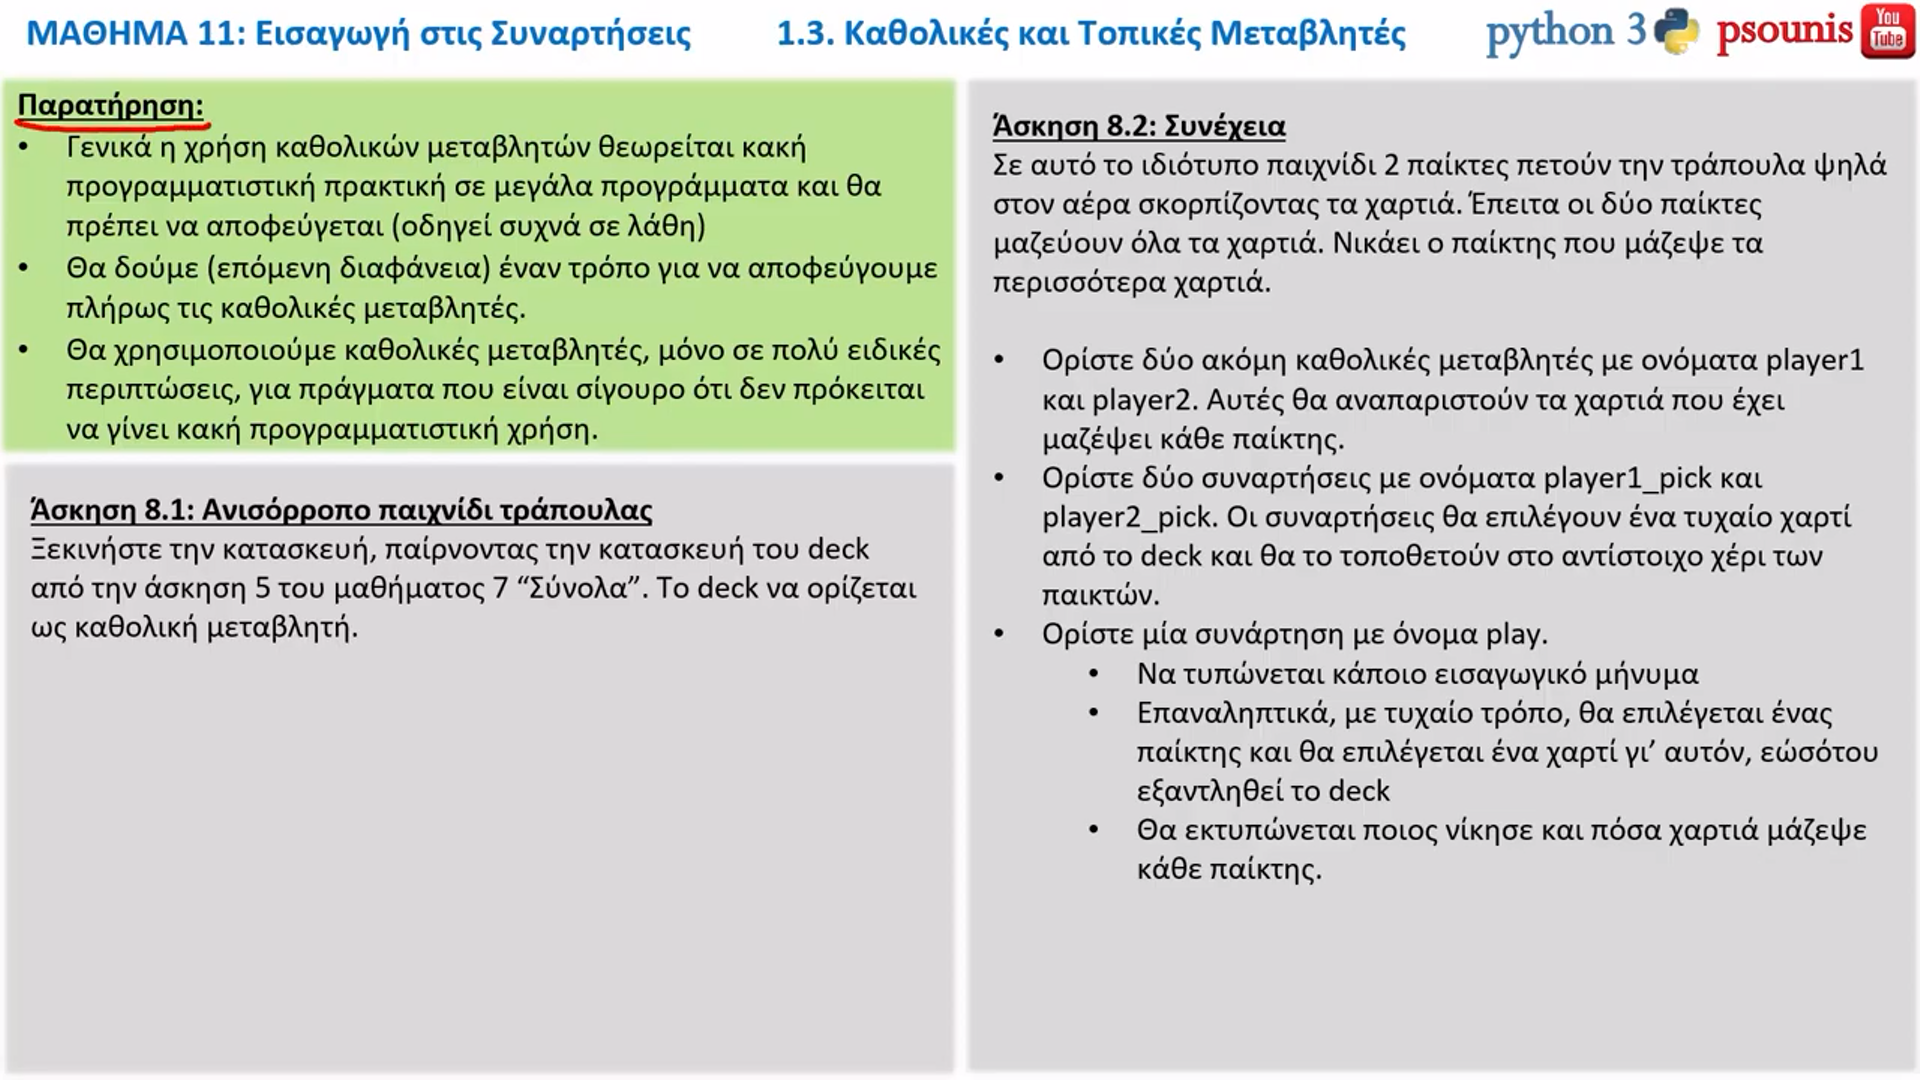 ΜΑΘΗΜΑ 11: Εισαγωγή στις Συναρτήσεις
1.3. Καθολικές και Τοπικές Μεταβλητές
python 3
psounis
You
Tube
Παρατήρηση:
• Γενικά η χρήση καθολικών μεταβλητών θεωρείται κακή
προγραμματιστική πρακτική σε μεγάλα προγράμματα και θα
πρέπει να αποφεύγεται (οδηγεί συχνά σε λάθη)
• Θα δούμε (επόμενη διαφάνεια) έναν τρόπο για να αποφεύγουμε
πλήρως τις καθολικές μεταβλητές.
• Θα χρησιμοποιούμε καθολικές μεταβλητές, μόνο σε πολύ ειδικές
περιπτώσεις, για πράγματα που είναι σίγουρο ότι δεν πρόκειται
να γίνει κακή προγραμματιστική χρήση.
Άσκηση 8.1: Ανισόρροπο παιχνίδι τράπουλας
Ξεκινήστε την κατασκευή, παίρνοντας την κατασκευή του deck
από την άσκηση 5 του μαθήματος 7 “Σύνολα”. Το deck να ορίζεται
ως καθολική μεταβλητή.
Άσκηση 8.2: Συνέχεια
Σε αυτό το ιδιότυπο παιχνίδι 2 παίκτες πετούν την τράπουλα ψηλά
στον αέρα σκορπίζοντας τα χαρτιά. Έπειτα οι δύο παίκτες
μαζεύουν όλα τα χαρτιά. Νικάει ο παίκτης που μάζεψε τα
περισσότερα χαρτιά.
• Ορίστε δύο ακόμη καθολικές μεταβλητές με ονόματα player1
και player2. Αυτές θα αναπαριστούν τα χαρτιά που έχει
μαζέψει κάθε παίκτης.
• Ορίστε δύο συναρτήσεις με ονόματα player1_pick και
player2_pick. Οι συναρτήσεις θα επιλέγουν ένα τυχαίο χαρτί
από το deck και θα το τοποθετούν στο αντίστοιχο χέρι των
παικτών.
• Ορίστε μία συνάρτηση με όνομα play.
• Να τυπώνεται κάποιο εισαγωγικό μήνυμα
• Επαναληπτικά, με τυχαίο τρόπο, θα επιλέγεται ένας
παίκτης και θα επιλέγεται ένα χαρτί γι’ αυτόν, εώσότου
εξαντληθεί το deck
• Θα εκτυπώνεται ποιος νίκησε και πόσα χαρτιά μάζεψε
κάθε παίκτης.